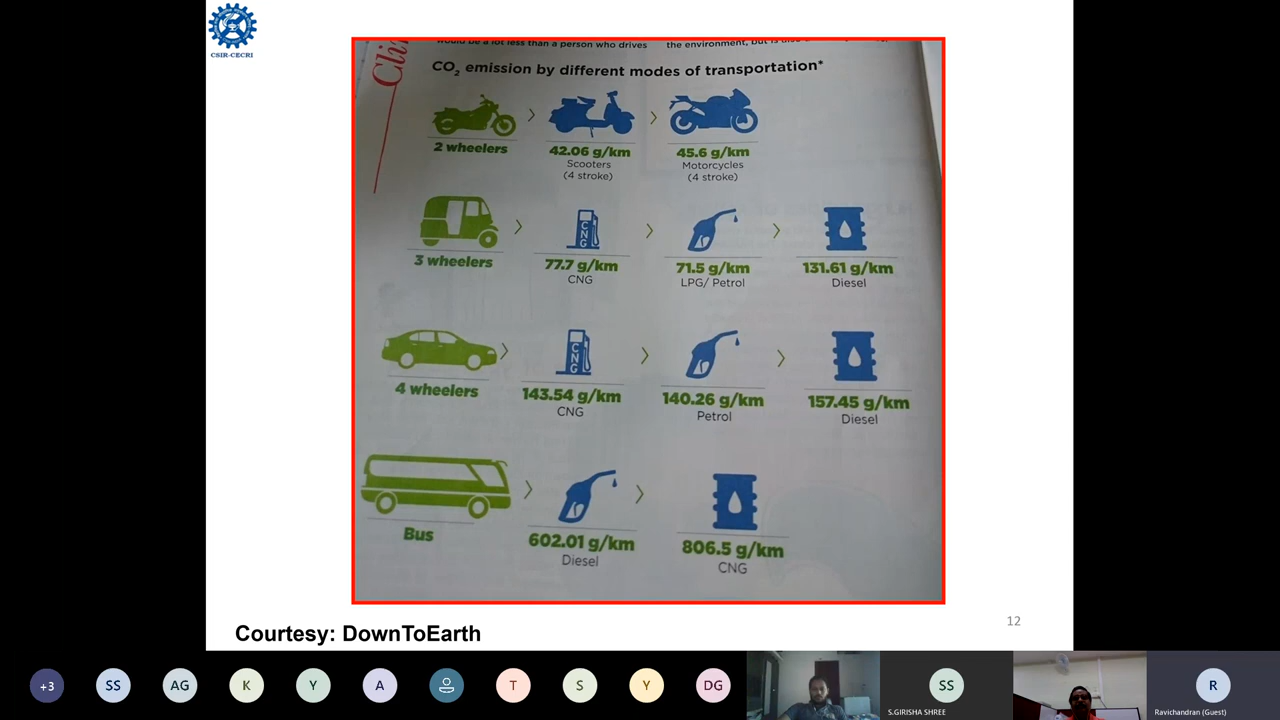 CSIR-CECRI
would be a lot less than a person who drives
the environment, but is
Cli
CO₂ emission by different modes of transportation*
2 wheelers
42.06 g/km
Scooters
(4 stroke)
45.6 g/km
Motorcycles
(4 stroke)
3 wheelers
CNG
77.7 g/km
CNG
71.5 g/km
LPG/ Petrol
131.61 g/km
Diesel
4 wheelers
CNG
143.54 g/km
CNG
140.26 g/km
Petrol
157.45 g/km
Diesel
Bus
602.01 g/km
Diesel
806.5 g/km
CNG
12
Courtesy: DownToEarth
+3
SS
AG
K
Y
A
T
S
Y
DG
SS
S.GIRISHA SHREE
R
Ravichandran (Guest)